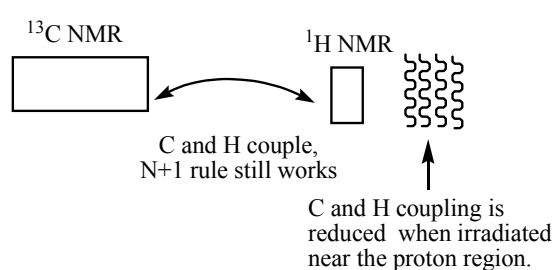 ¹³C NMR
¹H NMR
C and H couple,
N+1 rule still works
C and H coupling is
reduced when irradiated
near the proton region.